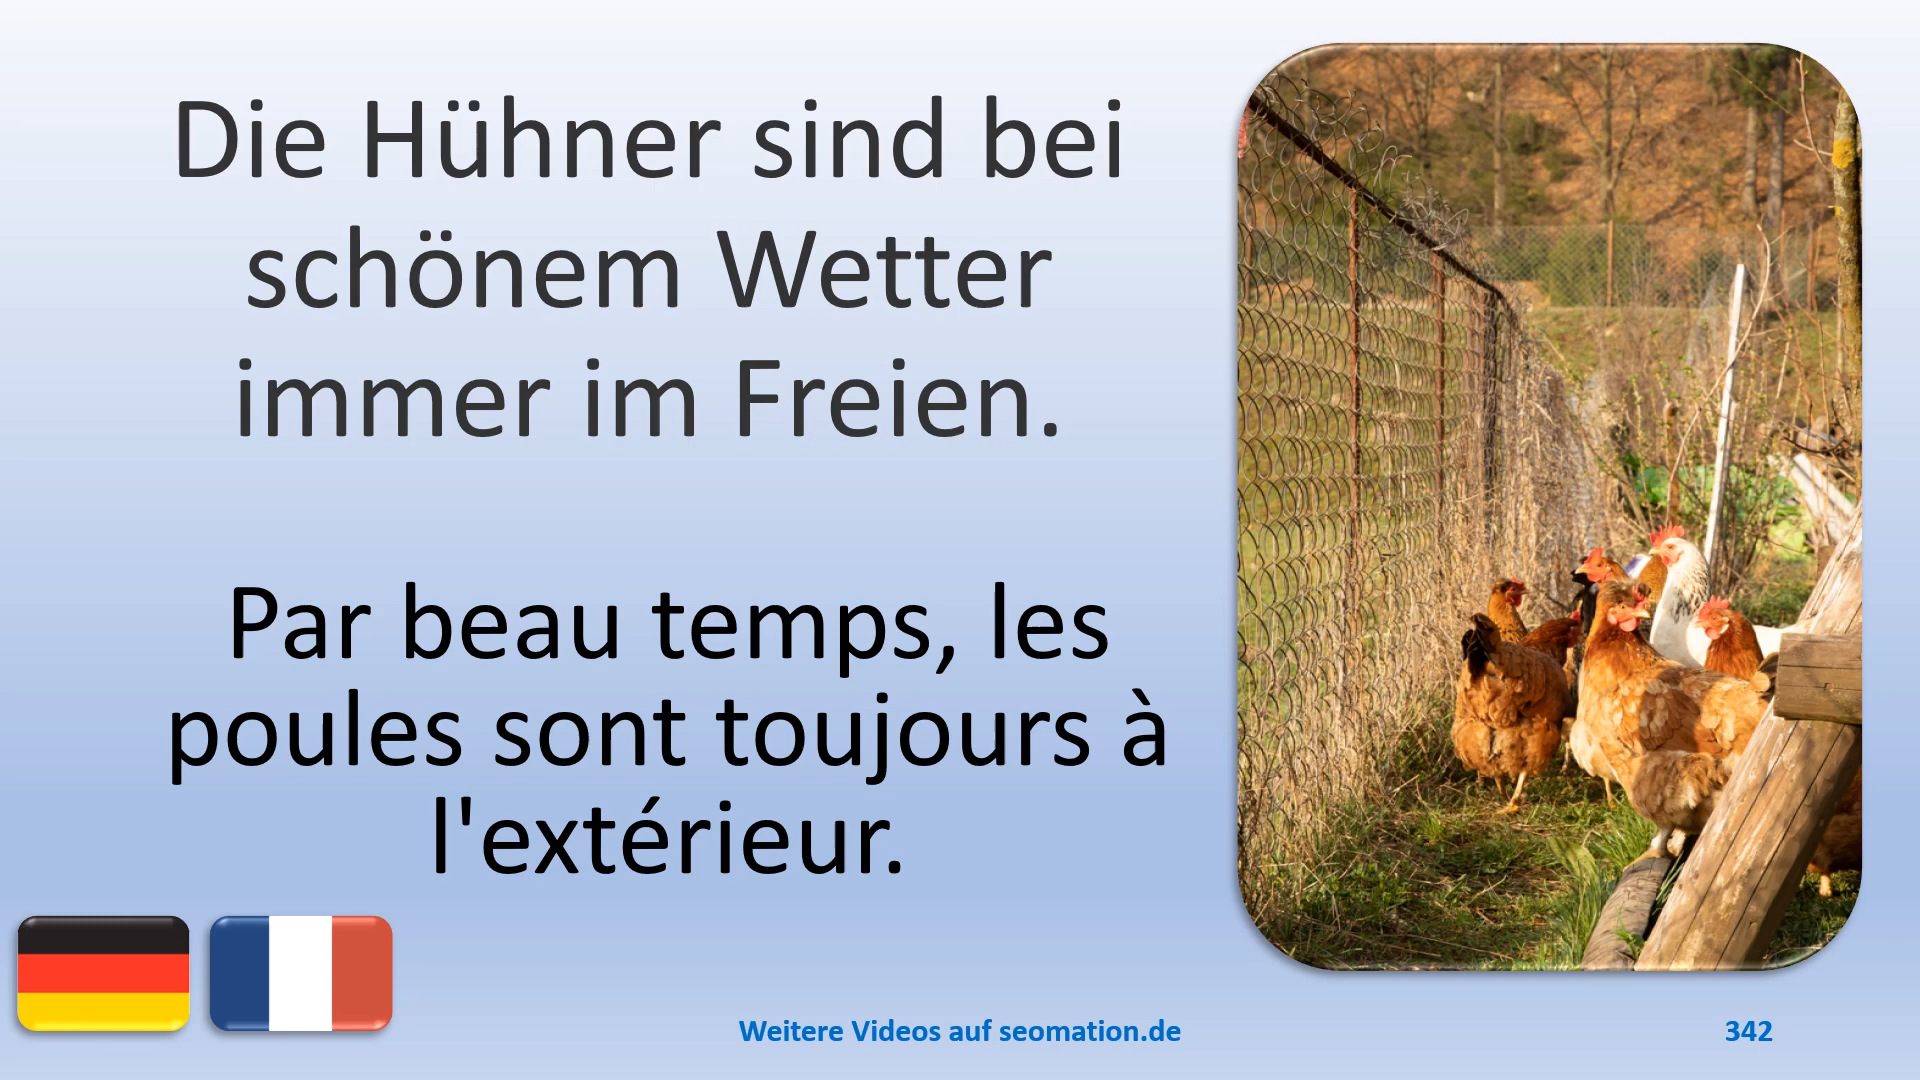 Die Hühner sind bei
schönem Wetter
immer im Freien.
Par beau temps, les
poules sont toujours à
l'extérieur.
Weitere Videos auf seomation.de
342